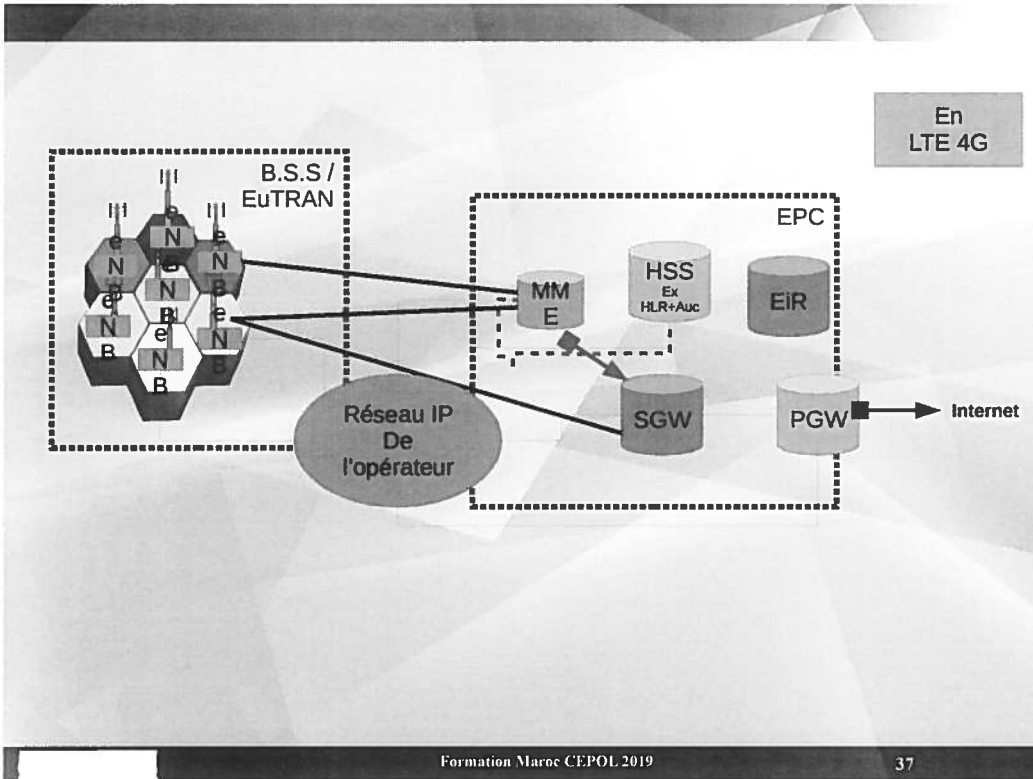 En
LTE 4G
B.S.S /
EuTRAN
e
N
B
e
N
B
e
N
B
e
N
B
e
N
B
e
N
B
e
N
B
EPC
MM
E
HSS
Ex
HLR+Auc
EiR
Réseau IP
De
l'opérateur
SGW
PGW
Internet
Formation Maroc CEPOL 2019
37